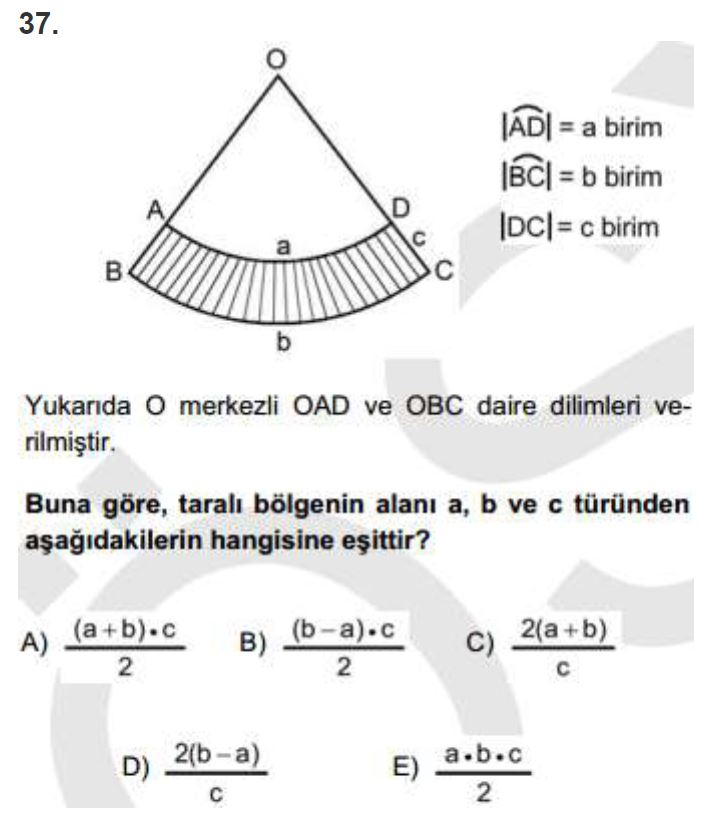 37.
O
A
D
c
a
B
C
b
|AD| = a birim
|BC| = b birim
|DC| = c birim
Yukarıda O merkezli OAD ve OBC daire dilimleri ve-
rilmiştir.
Buna göre, taralı bölgenin alanı a, b ve c türünden
aşağıdakilerin hangisine eşittir?
A) (a+b)•c / 2 B) (b–a)•c / 2 C) 2(a+b) / c
D) 2(b–a) / c E) a•b•c / 2